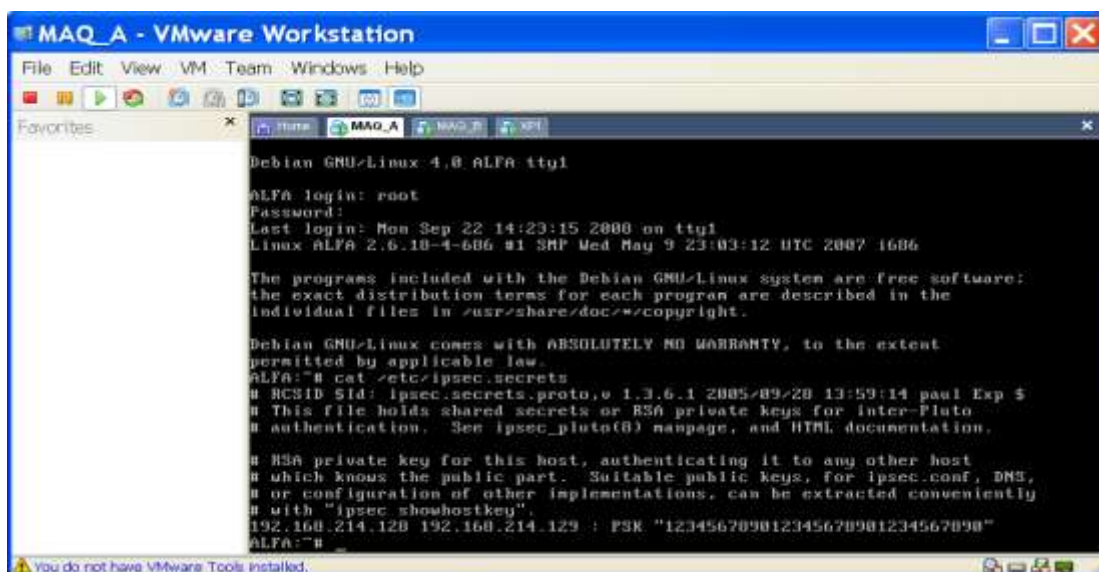 MAQ_A - VMware Workstation
File Edit View VM Team Windows Help
Favorites
Home MAQ_A MAQ_B XP1
Debian GNU/Linux 4.0 ALFA tty1
ALFA login: root
Password:
Last login: Mon Sep 22 14:23:15 2008 on tty1
Linux ALFA 2.6.18-4-686 #1 SMP Wed May 9 23:03:12 UTC 2007 i686
The programs included with the Debian GNU/Linux system are free software;
the exact distribution terms for each program are described in the
individual files in /usr/share/doc/*/copyright.
Debian GNU/Linux comes with ABSOLUTELY NO WARRANTY, to the extent
permitted by applicable law.
ALFA:~# cat /etc/ipsec.secrets
# RCSID $Id: ipsec.secrets.proto,v 1.3.6.1 2005/09/28 13:59:14 paul Exp $
# This file holds shared secrets or RSA private keys for inter-Pluto
# authentication. See ipsec_pluto(8) manpage, and HTML documentation.
# RSA private key for this host, authenticating it to any other host
# which knows the public part. Suitable public keys, for ipsec.conf, DNS,
# or configuration of other implementations, can be extracted conveniently
# with "ipsec showhostkey".
192.168.214.128 192.168.214.129 : PSK "123456789012345678901234567890"
ALFA:~# _
You do not have VMware Tools installed.